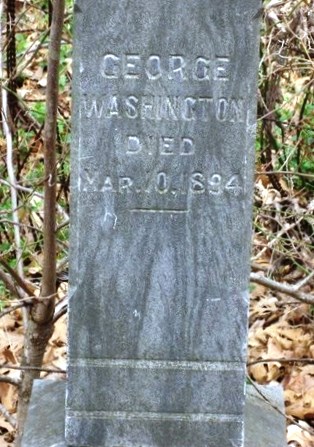 GEORGE
WASHINGTON
DIED
MAR.10, 1894